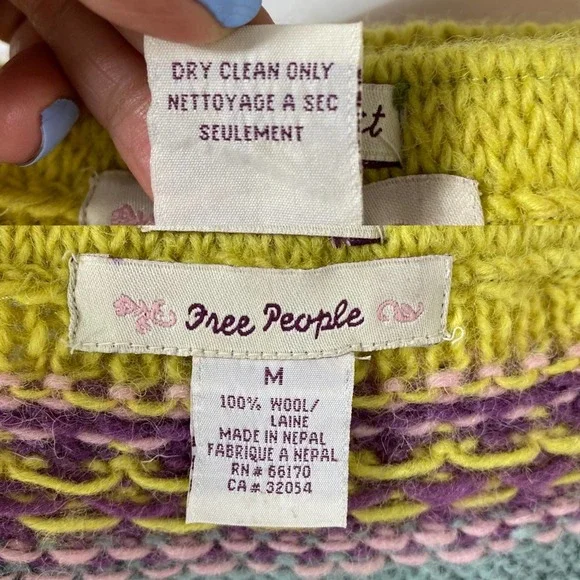 DRY CLEAN ONLY
NETTOYAGE A SEC
SEULEMENT
Free People
M
100% WOOL/
LAINE
MADE IN NEPAL
FABRIQUE A NEPAL
RN# 66170
CA# 32054